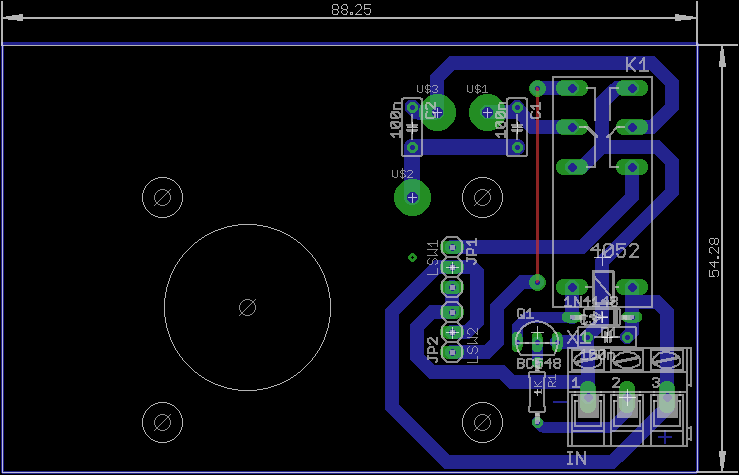 88.25
K1
U$3
U$1
100n
C2
100n
C1
U$2
54.28
LSW1
JP1
4052
1N4148
Q1
X1
JP2
LSW2
BC548
100n
1K
R1
1
2
3
IN